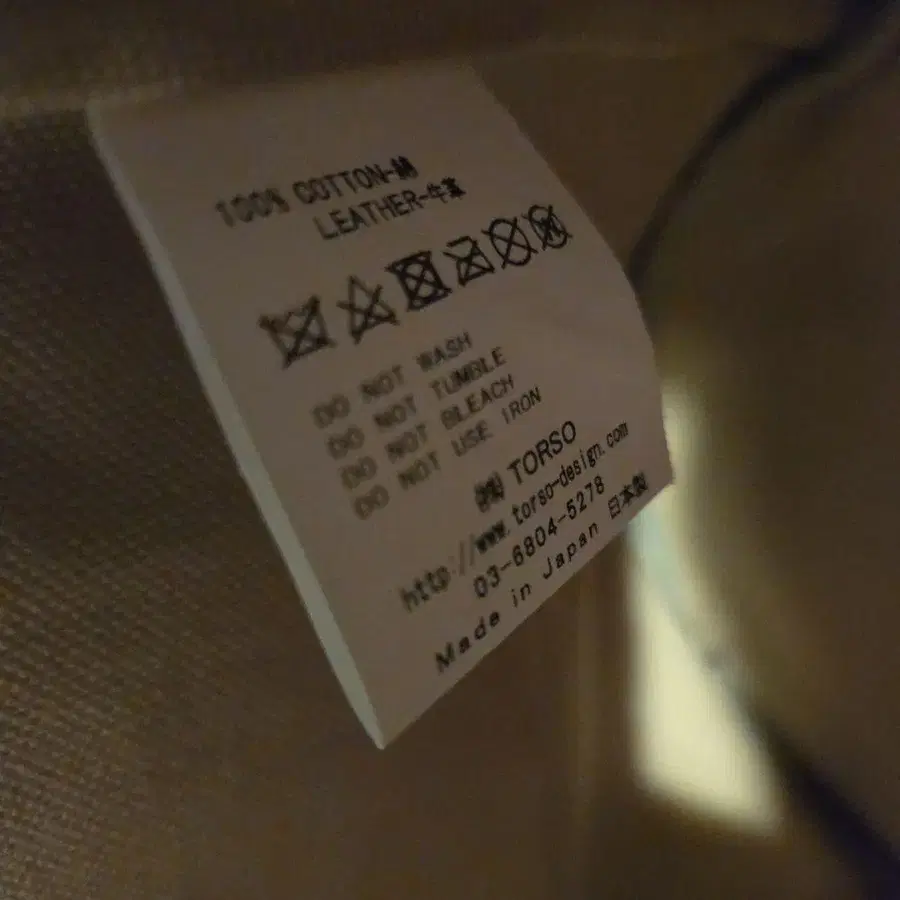 100% COTTON-綿
LEATHER-牛革
DO NOT WASH
DO NOT TUMBLE
DO NOT BLEACH
DO NOT USE IRON
㈱ TORSO
http://www.torso-design.com
03-6804-5278
Made in Japan 日本製